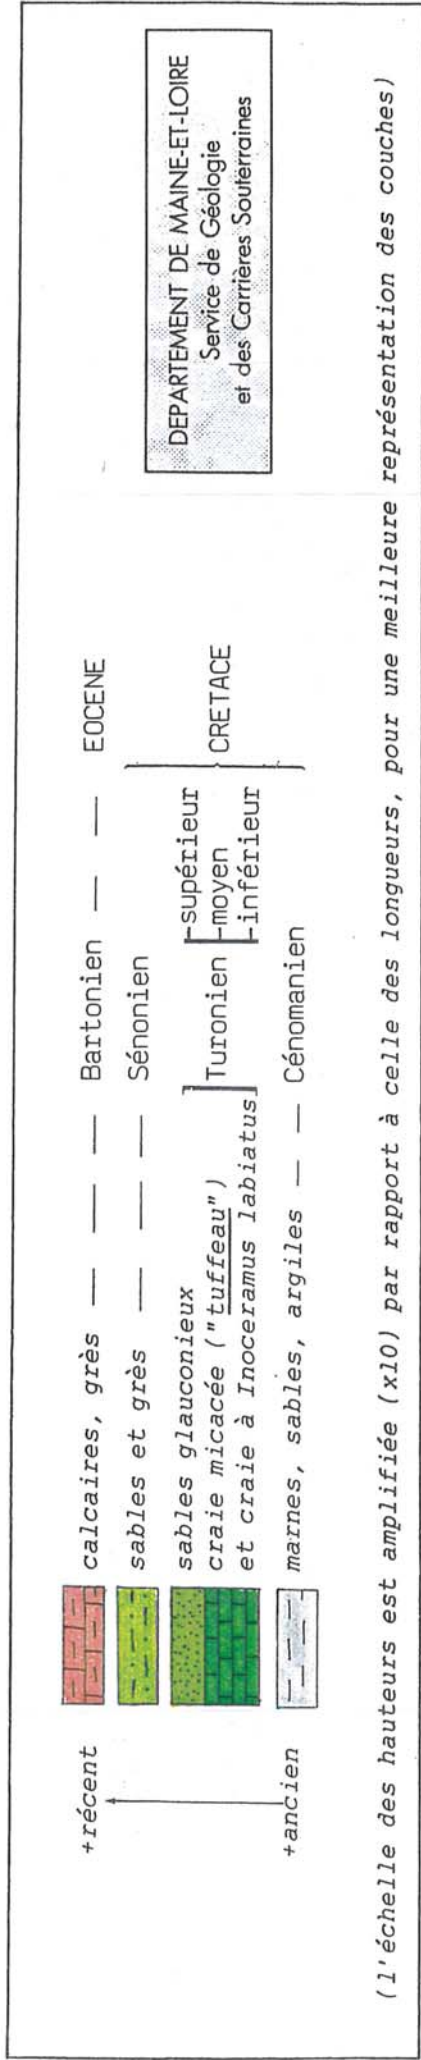 +récent
calcaires, grès — — — Bartonien — — EOCENE
sables et grès — — — Sénonien
sables glauconieux
craie micacée ("tuffeau")
et craie à Inoceramus labiatus
Turonien
supérieur
moyen
inférieur
CRETACE
+ancien
marnes, sables, argiles — — Cénomanien
DEPARTEMENT DE MAINE-ET-LOIRE
Service de Géologie
et des Carrières Souterraines
(l'échelle des hauteurs est amplifiée (x10) par rapport à celle des longueurs, pour une meilleure représentation des couches)